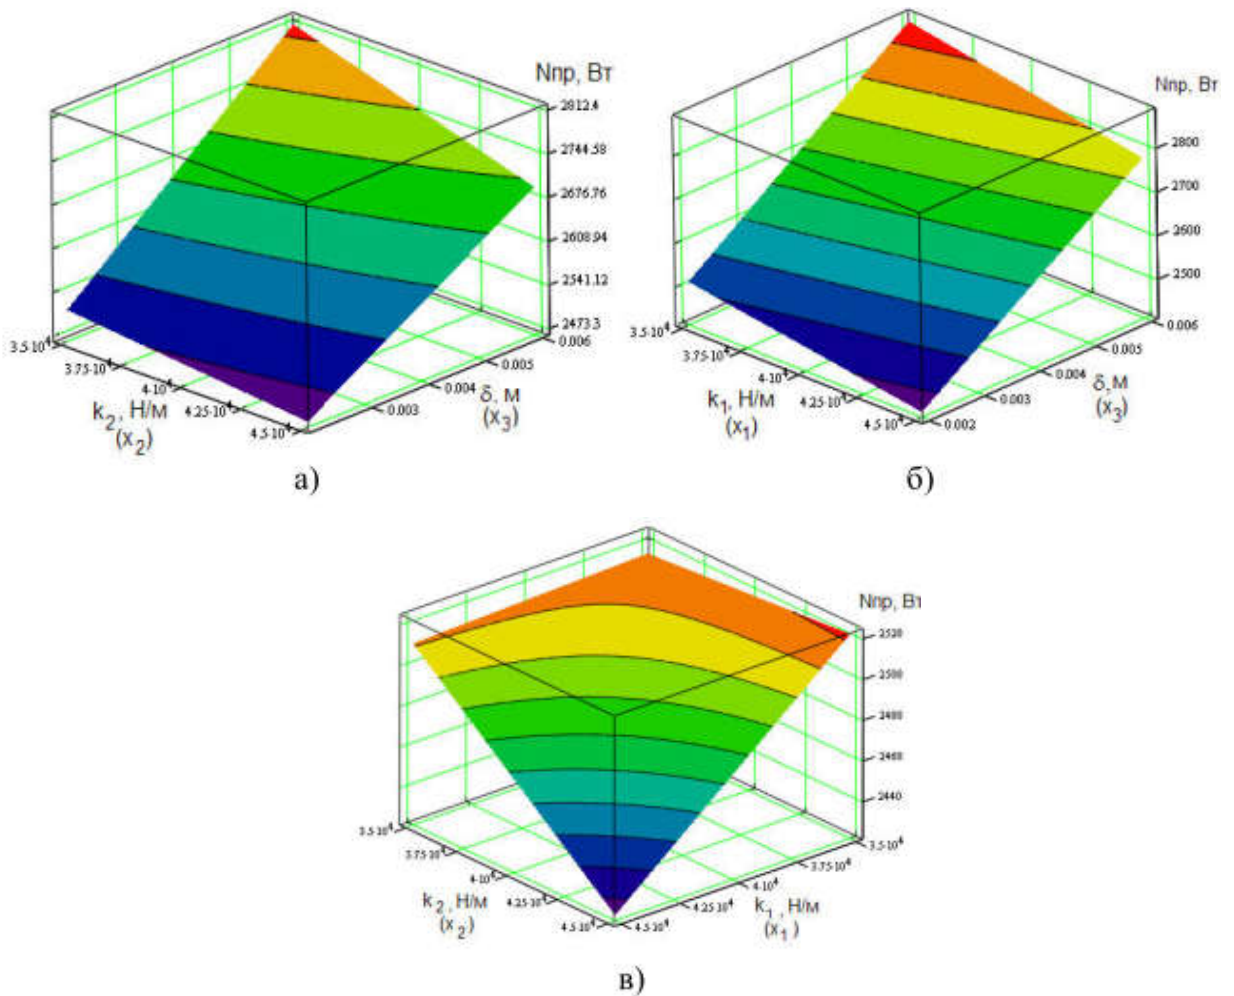 Nпр, Вт
2812.4
2744.58
2676.76
2608.94
2541.12
2473.3
0.006
0.005
0.004
0.003
δ, м
(x3)
3.5·10⁴
3.75·10⁴
4·10⁴
4.25·10⁴
4.5·10⁴
k2, Н/м
(x2)
а)
Nпр, Вт
2800
2700
2600
2500
0.006
0.005
0.004
0.003
0.002
δ,м
(x3)
3.5·10⁴
3.75·10⁴
4·10⁴
4.25·10⁴
4.5·10⁴
k1, Н/м
(x1)
б)
Nпр, Вт
2520
2500
2480
2460
2440
3.5·10⁴
3.75·10⁴
4·10⁴
4.25·10⁴
4.5·10⁴
k1, Н/м
(x1)
3.5·10⁴
3.75·10⁴
4·10⁴
4.25·10⁴
4.5·10⁴
k2, Н/м
(x2)
в)